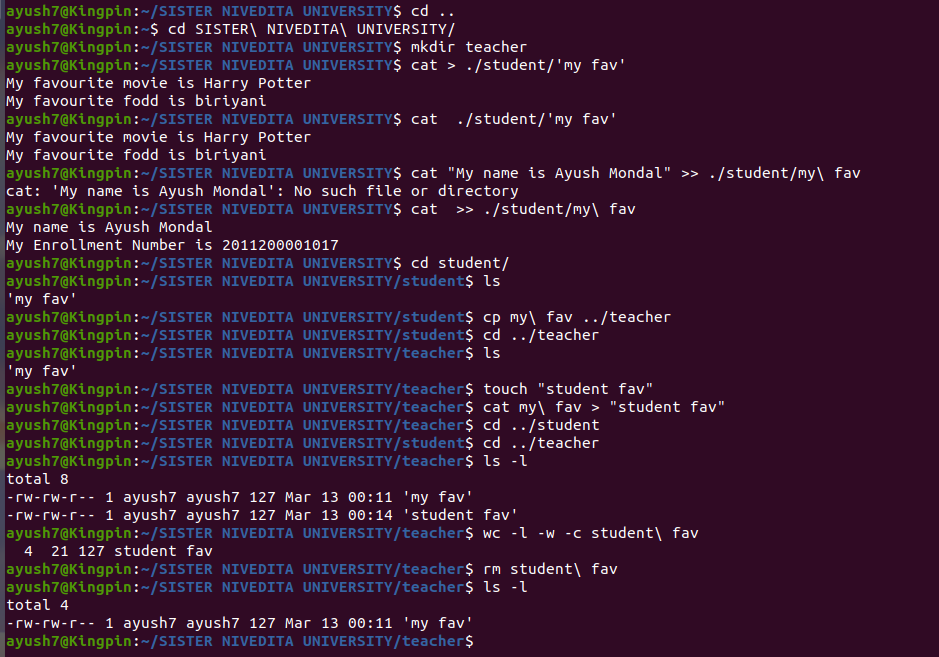 ayush7@Kingpin:~/SISTER NIVEDITA UNIVERSITY$ cd ..
ayush7@Kingpin:~$ cd SISTER\ NIVEDITA\ UNIVERSITY/
ayush7@Kingpin:~/SISTER NIVEDITA UNIVERSITY$ mkdir teacher
ayush7@Kingpin:~/SISTER NIVEDITA UNIVERSITY$ cat > ./student/'my fav'
My favourite movie is Harry Potter
My favourite fodd is biriyani
ayush7@Kingpin:~/SISTER NIVEDITA UNIVERSITY$ cat  ./student/'my fav'
My favourite movie is Harry Potter
My favourite fodd is biriyani
ayush7@Kingpin:~/SISTER NIVEDITA UNIVERSITY$ cat "My name is Ayush Mondal" >> ./student/my\ fav
cat: 'My name is Ayush Mondal': No such file or directory
ayush7@Kingpin:~/SISTER NIVEDITA UNIVERSITY$ cat  >> ./student/my\ fav
My name is Ayush Mondal
My Enrollment Number is 2011200001017
ayush7@Kingpin:~/SISTER NIVEDITA UNIVERSITY$ cd student/
ayush7@Kingpin:~/SISTER NIVEDITA UNIVERSITY/student$ ls
'my fav'
ayush7@Kingpin:~/SISTER NIVEDITA UNIVERSITY/student$ cp my\ fav ../teacher
ayush7@Kingpin:~/SISTER NIVEDITA UNIVERSITY/student$ cd ../teacher
ayush7@Kingpin:~/SISTER NIVEDITA UNIVERSITY/teacher$ ls
'my fav'
ayush7@Kingpin:~/SISTER NIVEDITA UNIVERSITY/teacher$ touch "student fav"
ayush7@Kingpin:~/SISTER NIVEDITA UNIVERSITY/teacher$ cat my\ fav > "student fav"
ayush7@Kingpin:~/SISTER NIVEDITA UNIVERSITY/teacher$ cd ../student
ayush7@Kingpin:~/SISTER NIVEDITA UNIVERSITY/student$ cd ../teacher
ayush7@Kingpin:~/SISTER NIVEDITA UNIVERSITY/teacher$ ls -l
total 8
-rw-rw-r-- 1 ayush7 ayush7 127 Mar 13 00:11 'my fav'
-rw-rw-r-- 1 ayush7 ayush7 127 Mar 13 00:14 'student fav'
ayush7@Kingpin:~/SISTER NIVEDITA UNIVERSITY/teacher$ wc -l -w -c student\ fav
  4  21 127 student fav
ayush7@Kingpin:~/SISTER NIVEDITA UNIVERSITY/teacher$ rm student\ fav
ayush7@Kingpin:~/SISTER NIVEDITA UNIVERSITY/teacher$ ls -l
total 4
-rw-rw-r-- 1 ayush7 ayush7 127 Mar 13 00:11 'my fav'
ayush7@Kingpin:~/SISTER NIVEDITA UNIVERSITY/teacher$